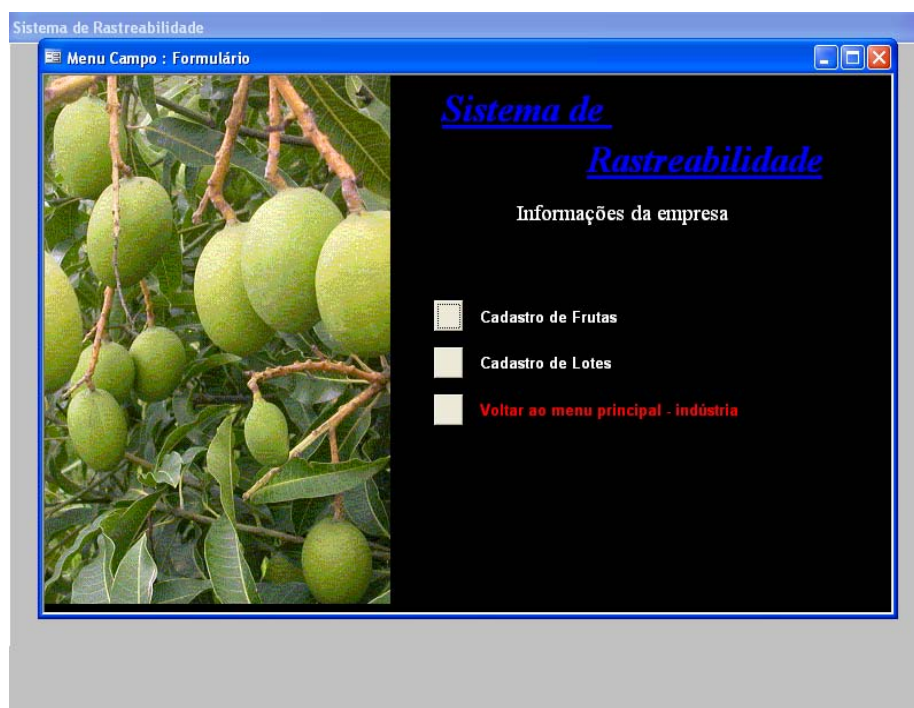 Sistema de Rastreabilidade
Menu Campo : Formulário
Sistema de
Rastreabilidade
Informações da empresa
Cadastro de Frutas
Cadastro de Lotes
Voltar ao menu principal - indústria